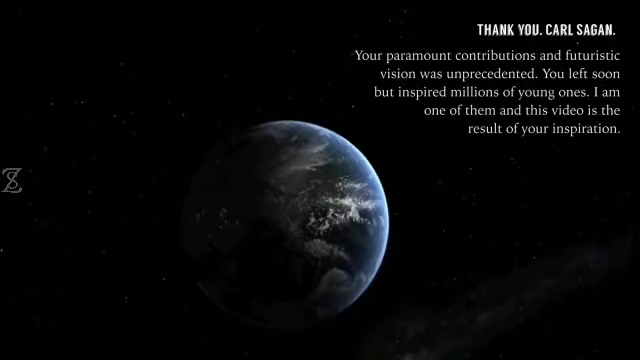 THANK YOU. CARL SAGAN.
Your paramount contributions and futuristic
vision was unprecedented. You left soon
but inspired millions of young ones. I am
one of them and this video is the
result of your inspiration.